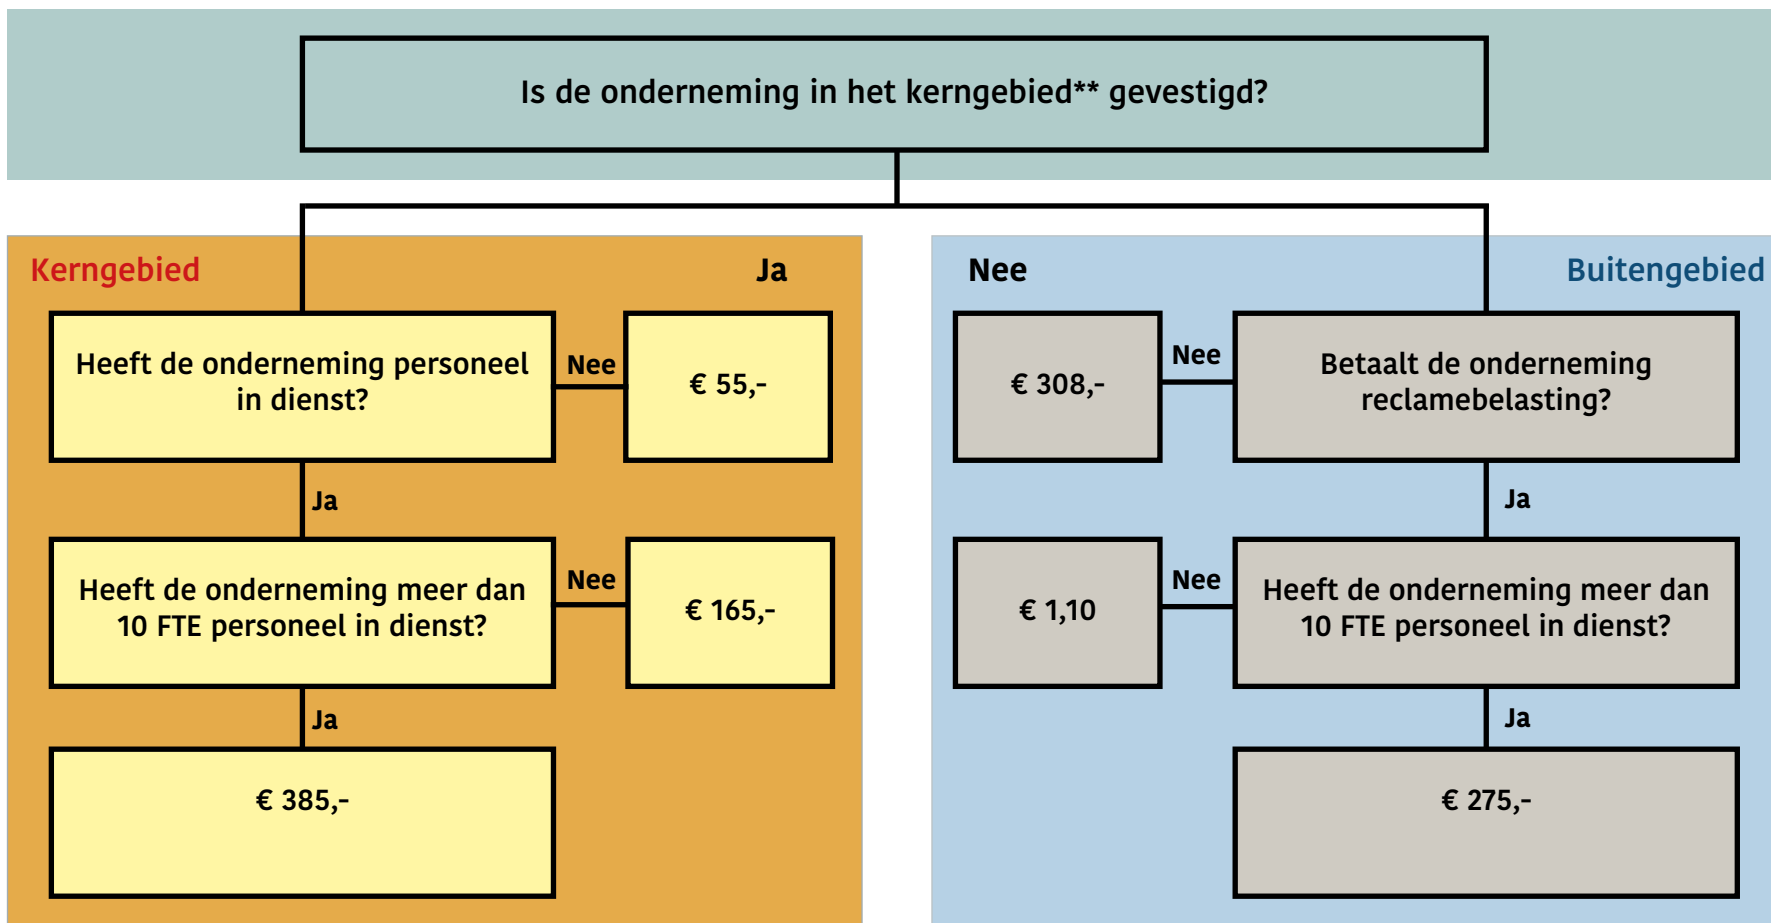 Is de onderneming in het kerngebied** gevestigd?
Kerngebied
Ja
Heeft de onderneming personeel
in dienst?
Nee
€ 55,-
Ja
Heeft de onderneming meer dan
10 FTE personeel in dienst?
Nee
€ 165,-
Ja
€ 385,-
Nee
Buitengebied
€ 308,-
Nee
Betaalt de onderneming
reclamebelasting?
Ja
€ 1,10
Nee
Heeft de onderneming meer dan
10 FTE personeel in dienst?
Ja
€ 275,-